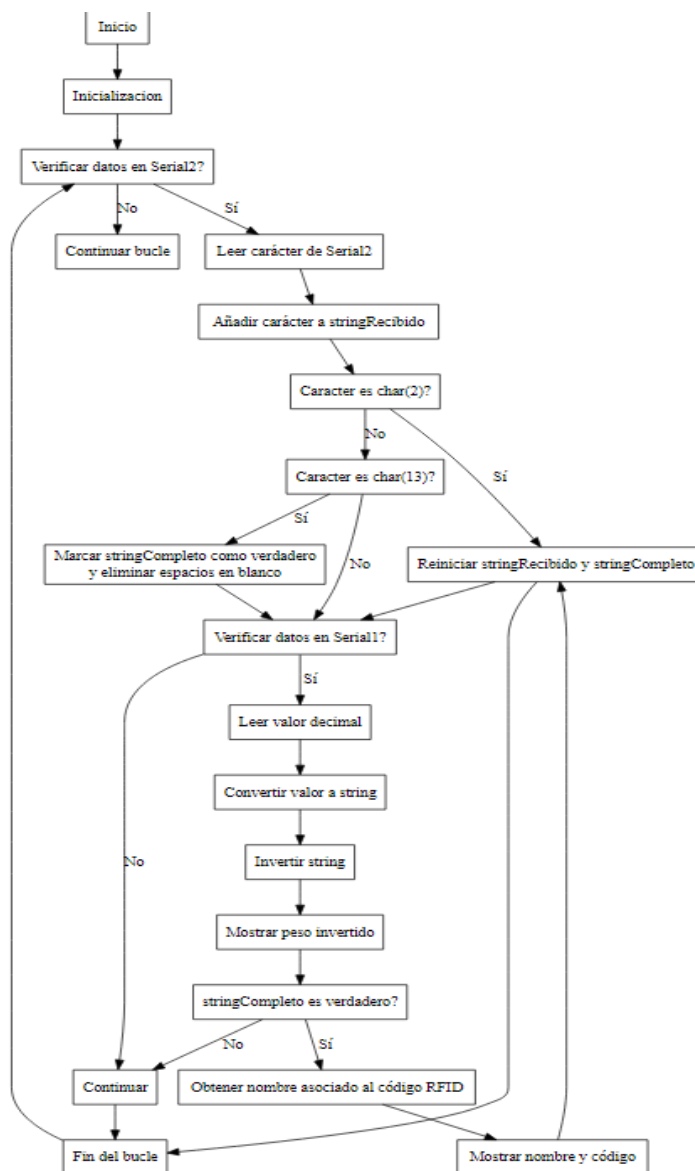 Inicio
Inicializacion
Verificar datos en Serial2?
No
Sí
Continuar bucle
Leer carácter de Serial2
Añadir carácter a stringRecibido
Caracter es char(2)?
No
Caracter es char(13)?
Sí
Sí
Marcar stringCompleto como verdadero
y eliminar espacios en blanco
No
Reiniciar stringRecibido y stringCompleto
Verificar datos en Serial1?
Sí
Leer valor decimal
Convertir valor a string
No
Invertir string
Mostrar peso invertido
stringCompleto es verdadero?
No
Sí
Continuar
Obtener nombre asociado al código RFID
Fin del bucle
Mostrar nombre y código